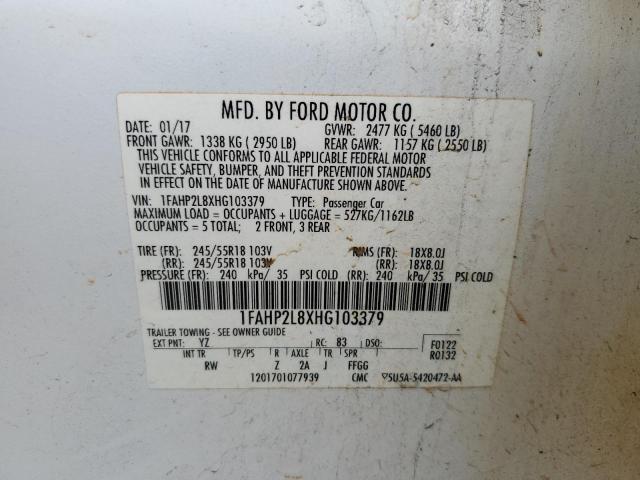 MFD. BY FORD MOTOR CO.
DATE: 01/17 GVWR: 2477 KG ( 5460 LB)
FRONT GAWR: 1338 KG ( 2950 LB) REAR GAWR: 1157 KG ( 2550 LB)
THIS VEHICLE CONFORMS TO ALL APPLICABLE FEDERAL MOTOR
VEHICLE SAFETY, BUMPER, AND THEFT PREVENTION STANDARDS
IN EFFECT ON THE DATE OF MANUFACTURE SHOWN ABOVE.
VIN: 1FAHP2L8XHG103379 TYPE: Passenger Car
MAXIMUM LOAD = OCCUPANTS + LUGGAGE = 527KG/1162LB
OCCUPANTS = 5 TOTAL; 2 FRONT, 3 REAR
TIRE (FR): 245/55R18 103V RIMS (FR): 18X8.0J
(RR): 245/55R18 103V (RR): 18X8.0J
PRESSURE (FR): 240 kPa/ 35 PSI COLD (RR): 240 kPa/ 35 PSI COLD
1FAHP2L8XHG103379
TRAILER TOWING - SEE OWNER GUIDE
EXT PNT: YZ RC: 83 DSO: F0122
INT TR TP/PS R AXLE TR SPR R0132
RW Z 2A J FFGG
1201701077939 CMC 5U5A-5420472-AA